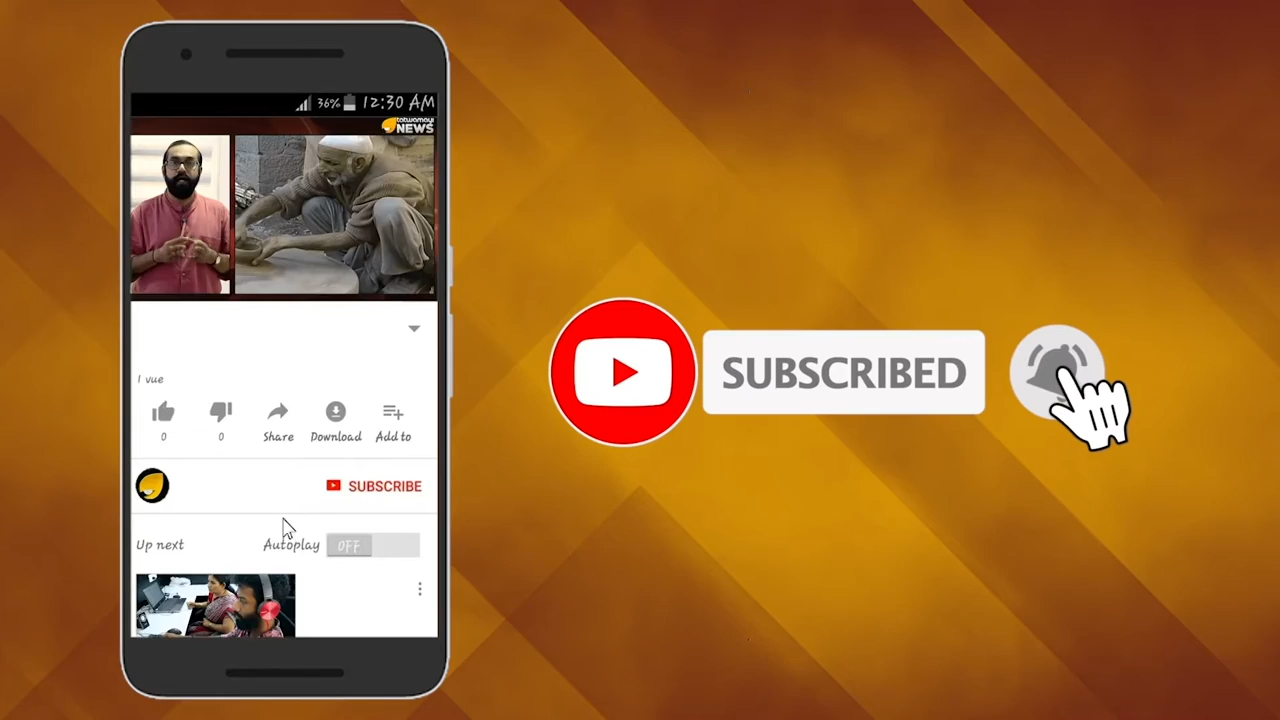 36% 12:30 AM
tatwamayi
NEWS
1 vue
0 0 Share Download Add to
SUBSCRIBE
Up next Autoplay OFF
SUBSCRIBED